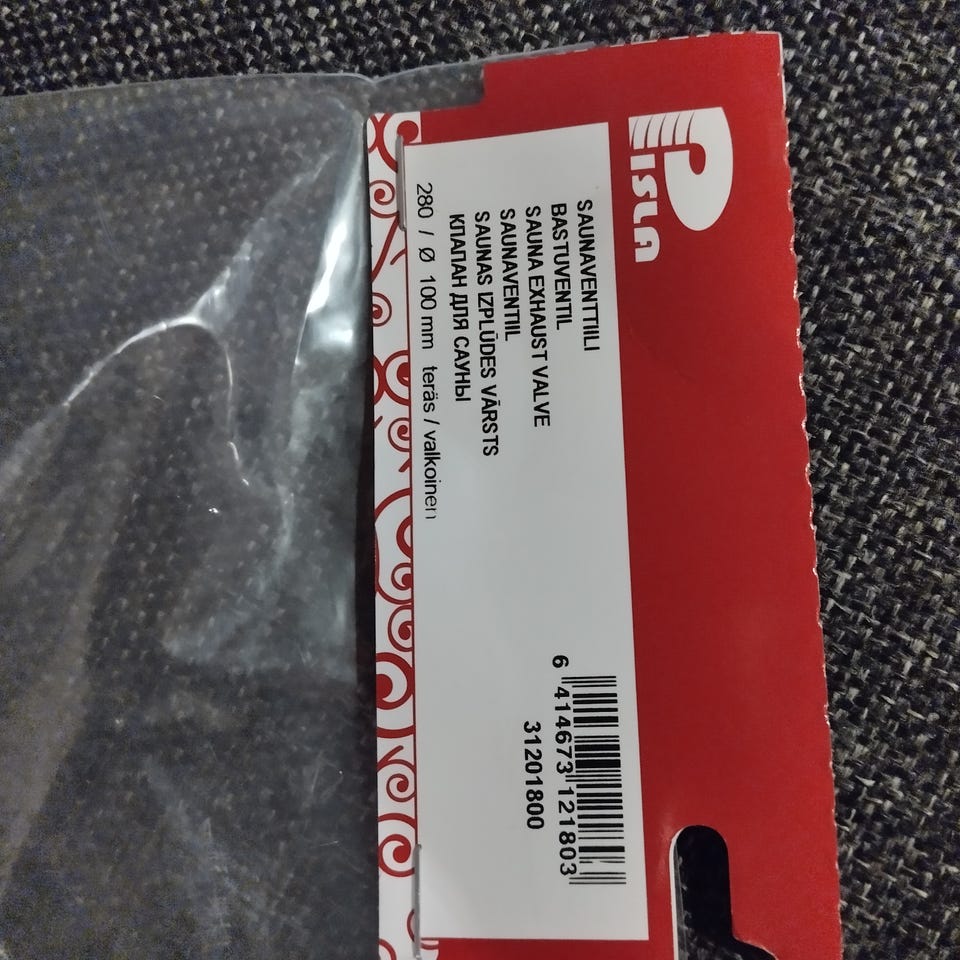 PISLA
SAUNAVENTTIILI
BASTUVENTIL
SAUNA EXHAUST VALVE
SAUNAVENTIIL
SAUNAS IZPLŪDES VĀRSTS
КЛАПАН ДЛЯ САУНЫ
280 / Ø 100 mm teräs / valkoinen
6 414673 121803
31201800